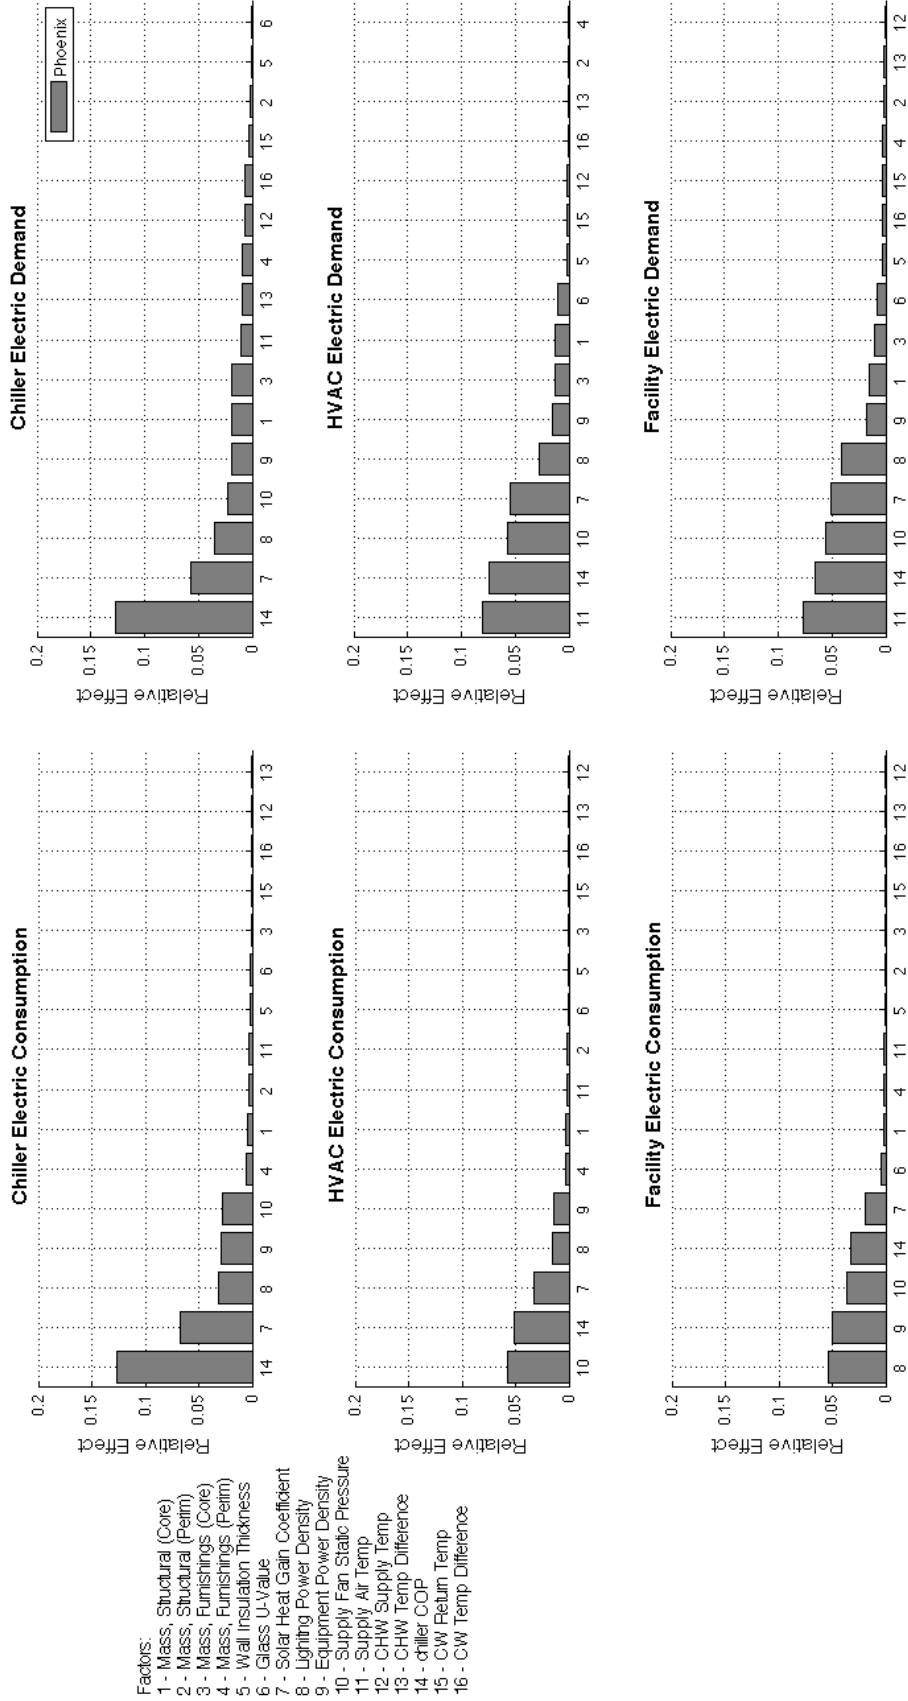 Factors:
1 - Mass, Structural (Core)
2 - Mass, Structural (Perim)
3 - Mass, Furnishings (Core)
4 - Mass, Furnishings (Perim)
5 - Wall Insulation Thickness
6 - Glass U-Value
7 - Solar Heat Gain Coefficient
8 - Lighitng Power Density
9 - Equipment Power Density
10 - Supply Fan Static Pressure
11 - Supply Air Temp
12 - CHW Supply Temp
13 - CHW Temp Difference
14 - chiller COP
15 - CW Return Temp
16 - CW Temp Difference
Chiller Electric Consumption
Relative Effect
0.2
0.15
0.1
0.05
0
14 7 8 9 10 4 1 2 11 5 6 3 15 16 12 13
Chiller Electric Demand
Phoenix
Relative Effect
0.2
0.15
0.1
0.05
0
14 7 8 10 9 1 3 11 13 4 12 16 15 2 5 6
HVAC Electric Consumption
Relative Effect
0.2
0.15
0.1
0.05
0
10 14 7 8 9 4 1 11 2 6 5 3 15 16 13 12
HVAC Electric Demand
Relative Effect
0.2
0.15
0.1
0.05
0
11 14 10 7 8 9 3 1 6 5 15 12 16 13 2 4
Facility Electric Consumption
Relative Effect
0.2
0.15
0.1
0.05
0
8 9 10 14 7 6 1 4 11 5 2 3 15 16 13 12
Facility Electric Demand
Relative Effect
0.2
0.15
0.1
0.05
0
11 14 10 7 8 9 1 3 6 5 16 15 4 2 13 12